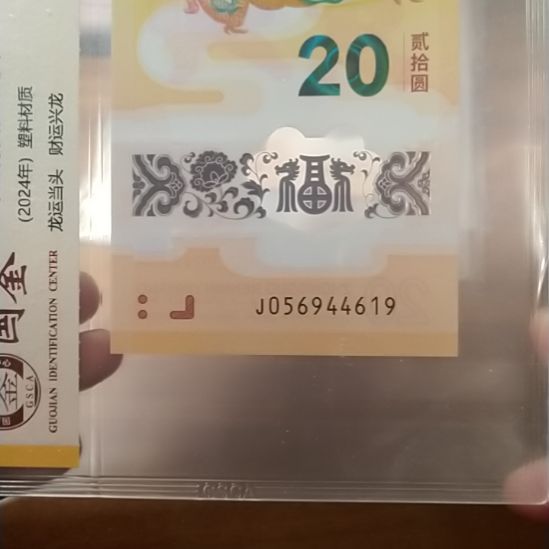 20
贰拾圆
福
J056944619
(2024年) 塑料材质
龙运当头 财运兴龙
国金
GUOJIAN IDENTIFICATION CENTER
GSCA